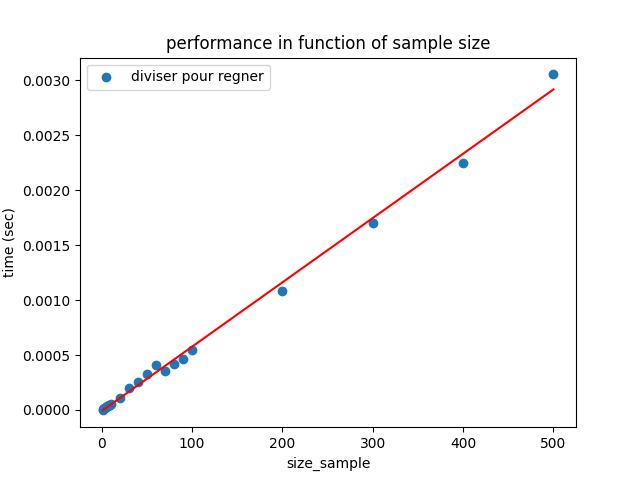 performance in function of sample size
diviser pour regner
0.0030
0.0025
0.0020
0.0015
0.0010
0.0005
0.0000
time (sec)
0 100 200 300 400 500
size_sample